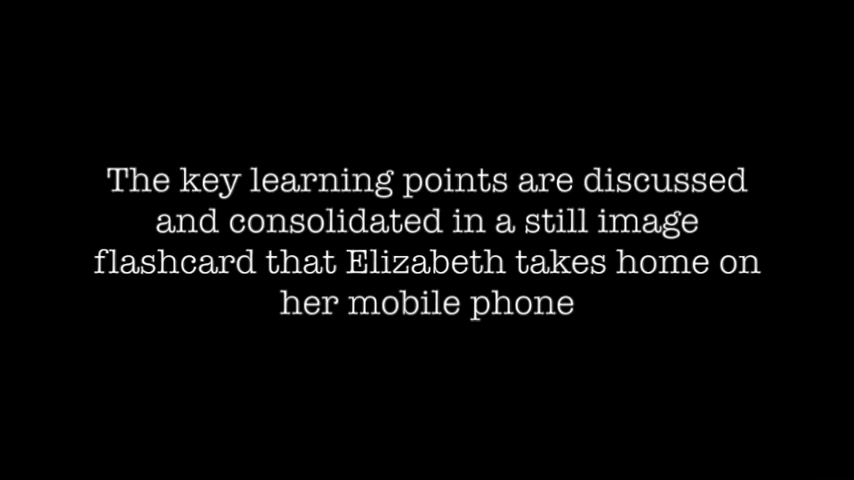 The key learning points are discussed
and consolidated in a still image
flashcard that Elizabeth takes home on
her mobile phone